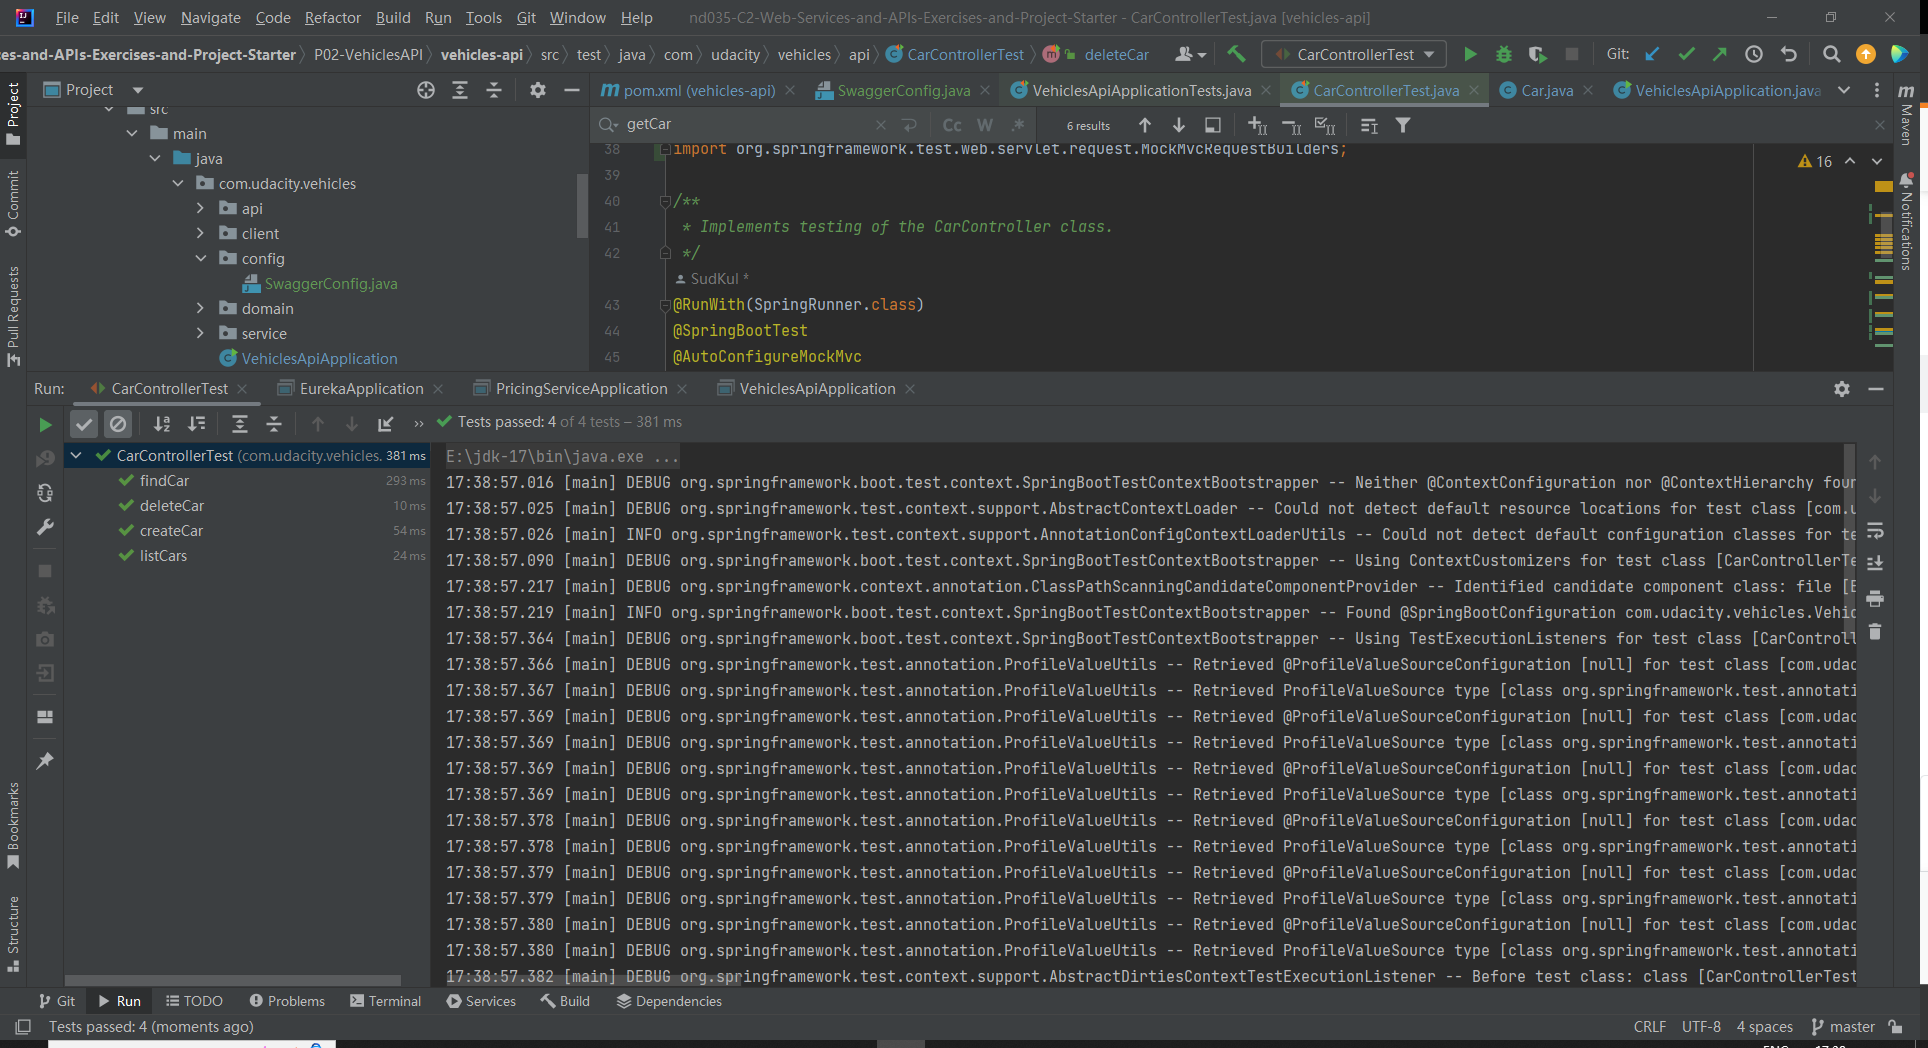 File Edit View Navigate Code Refactor Build Run Tools Git Window Help nd035-C2-Web-Services-and-APIs-Exercises-and-Project-Starter - CarControllerTest.java [vehicles-api]
es-and-APIs-Exercises-and-Project-Starter P02-VehiclesAPI vehicles-api src test java com udacity vehicles api CarControllerTest deleteCar CarControllerTest Git:
Project pom.xml (vehicles-api) SwaggerConfig.java VehiclesApiApplicationTests.java CarControllerTest.java Car.java VehiclesApiApplication.java
getCar Cc W .* 6 results
src
main
java
com.udacity.vehicles
api
client
config
SwaggerConfig.java
domain
service
VehiclesApiApplication
38 import org.springframework.test.web.servlet.request.MockMvcRequestBuilders;
39
40 /**
41 * Implements testing of the CarController class.
42 */
SudKul *
43 @RunWith(SpringRunner.class)
44 @SpringBootTest
45 @AutoConfigureMockMvc
16
Project
Commit
Pull Requests
Bookmarks
Structure
Maven
Notifications
Run: CarControllerTest EurekaApplication PricingServiceApplication VehiclesApiApplication
Tests passed: 4 of 4 tests – 381 ms
CarControllerTest (com.udacity.vehicles. 381 ms
findCar 293 ms
deleteCar 10 ms
createCar 54 ms
listCars 24 ms
E:\jdk-17\bin\java.exe ...
17:38:57.016 [main] DEBUG org.springframework.boot.test.context.SpringBootTestContextBootstrapper -- Neither @ContextConfiguration nor @ContextHierarchy foun
17:38:57.025 [main] DEBUG org.springframework.test.context.support.AbstractContextLoader -- Could not detect default resource locations for test class [com.u
17:38:57.026 [main] INFO org.springframework.test.context.support.AnnotationConfigContextLoaderUtils -- Could not detect default configuration classes for te
17:38:57.090 [main] DEBUG org.springframework.boot.test.context.SpringBootTestContextBootstrapper -- Using ContextCustomizers for test class [CarControllerTe
17:38:57.217 [main] DEBUG org.springframework.context.annotation.ClassPathScanningCandidateComponentProvider -- Identified candidate component class: file [E
17:38:57.219 [main] INFO org.springframework.boot.test.context.SpringBootTestContextBootstrapper -- Found @SpringBootConfiguration com.udacity.vehicles.Vehic
17:38:57.364 [main] DEBUG org.springframework.boot.test.context.SpringBootTestContextBootstrapper -- Using TestExecutionListeners for test class [CarControll
17:38:57.366 [main] DEBUG org.springframework.test.annotation.ProfileValueUtils -- Retrieved @ProfileValueSourceConfiguration [null] for test class [com.udac
17:38:57.367 [main] DEBUG org.springframework.test.annotation.ProfileValueUtils -- Retrieved ProfileValueSource type [class org.springframework.test.annotati
17:38:57.369 [main] DEBUG org.springframework.test.annotation.ProfileValueUtils -- Retrieved @ProfileValueSourceConfiguration [null] for test class [com.udac
17:38:57.369 [main] DEBUG org.springframework.test.annotation.ProfileValueUtils -- Retrieved ProfileValueSource type [class org.springframework.test.annotati
17:38:57.369 [main] DEBUG org.springframework.test.annotation.ProfileValueUtils -- Retrieved @ProfileValueSourceConfiguration [null] for test class [com.udac
17:38:57.369 [main] DEBUG org.springframework.test.annotation.ProfileValueUtils -- Retrieved ProfileValueSource type [class org.springframework.test.annotati
17:38:57.378 [main] DEBUG org.springframework.test.annotation.ProfileValueUtils -- Retrieved @ProfileValueSourceConfiguration [null] for test class [com.udac
17:38:57.378 [main] DEBUG org.springframework.test.annotation.ProfileValueUtils -- Retrieved ProfileValueSource type [class org.springframework.test.annotati
17:38:57.379 [main] DEBUG org.springframework.test.annotation.ProfileValueUtils -- Retrieved @ProfileValueSourceConfiguration [null] for test class [com.udac
17:38:57.379 [main] DEBUG org.springframework.test.annotation.ProfileValueUtils -- Retrieved ProfileValueSource type [class org.springframework.test.annotati
17:38:57.380 [main] DEBUG org.springframework.test.annotation.ProfileValueUtils -- Retrieved @ProfileValueSourceConfiguration [null] for test class [com.udac
17:38:57.380 [main] DEBUG org.springframework.test.annotation.ProfileValueUtils -- Retrieved ProfileValueSource type [class org.springframework.test.annotati
17:38:57.382 [main] DEBUG org.springframework.test.context.support.AbstractDirtiesContextTestExecutionListener -- Before test class: class [CarControllerTest
Git Run TODO Problems Terminal Services Build Dependencies
Tests passed: 4 (moments ago) CRLF UTF-8 4 spaces master